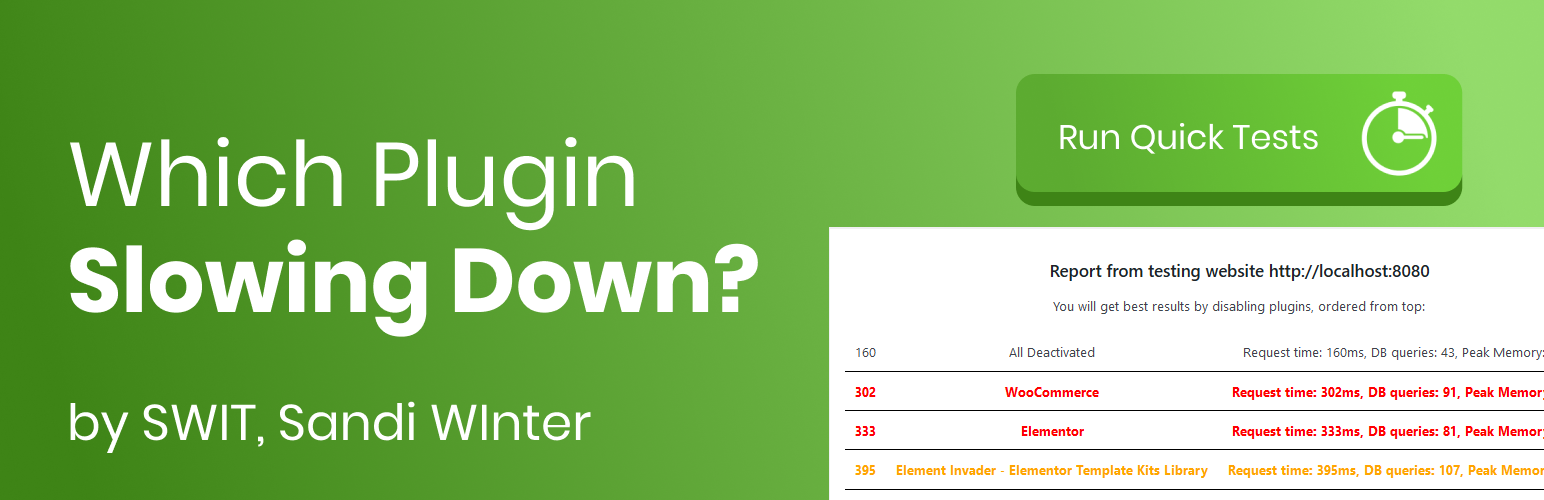 Which Plugin
Slowing Down?
by SWIT, Sandi WInter
Run Quick Tests
Report from testing website http://localhost:8080
You will get best results by disabling plugins, ordered from top:
160 All Deactivated Request time: 160ms, DB queries: 43, Peak Memory:
302 WooCommerce Request time: 302ms, DB queries: 91, Peak Memor
333 Elementor Request time: 333ms, DB queries: 81, Peak Memor
395 Element Invader - Elementor Template Kits Library Request time: 395ms, DB queries: 107, Peak Memor